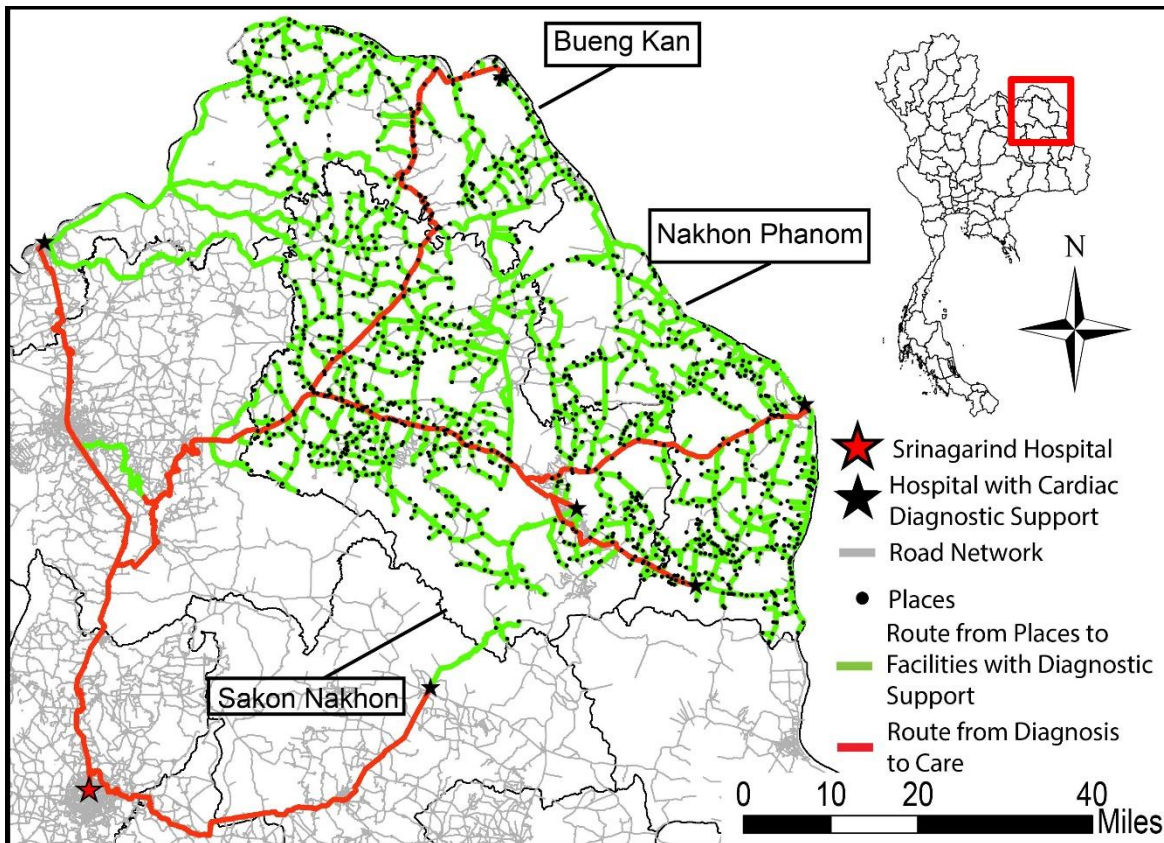 Bueng Kan
Nakhon Phanom
Sakon Nakhon
N
Srinagarind Hospital
Hospital with Cardiac
Diagnostic Support
Road Network
Places
Route from Places to
Facilities with Diagnostic
Support
Route from Diagnosis
to Care
0 10 20 40
Miles